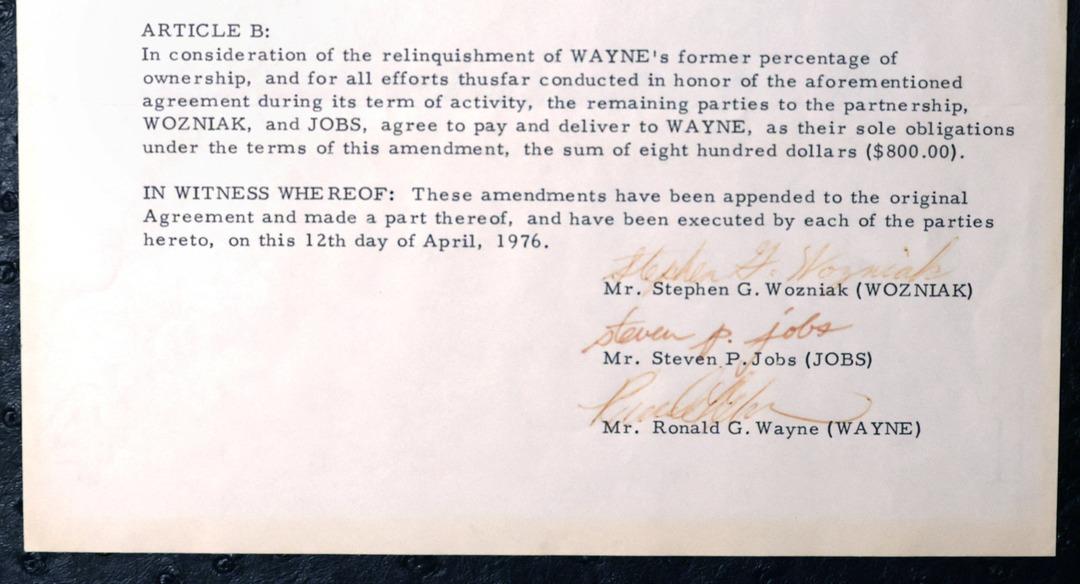 ARTICLE B:
In consideration of the relinquishment of WAYNE's former percentage of
ownership, and for all efforts thusfar conducted in honor of the aforementioned
agreement during its term of activity, the remaining parties to the partnership,
WOZNIAK, and JOBS, agree to pay and deliver to WAYNE, as their sole obligations
under the terms of this amendment, the sum of eight hundred dollars ($800.00).
IN WITNESS WHEREOF: These amendments have been appended to the original
Agreement and made a part thereof, and have been executed by each of the parties
hereto, on this 12th day of April, 1976.
Stephen G. Wozniak
Mr. Stephen G. Wozniak (WOZNIAK)
steven p. jobs
Mr. Steven P. Jobs (JOBS)
Mr. Ronald G. Wayne (WAYNE)